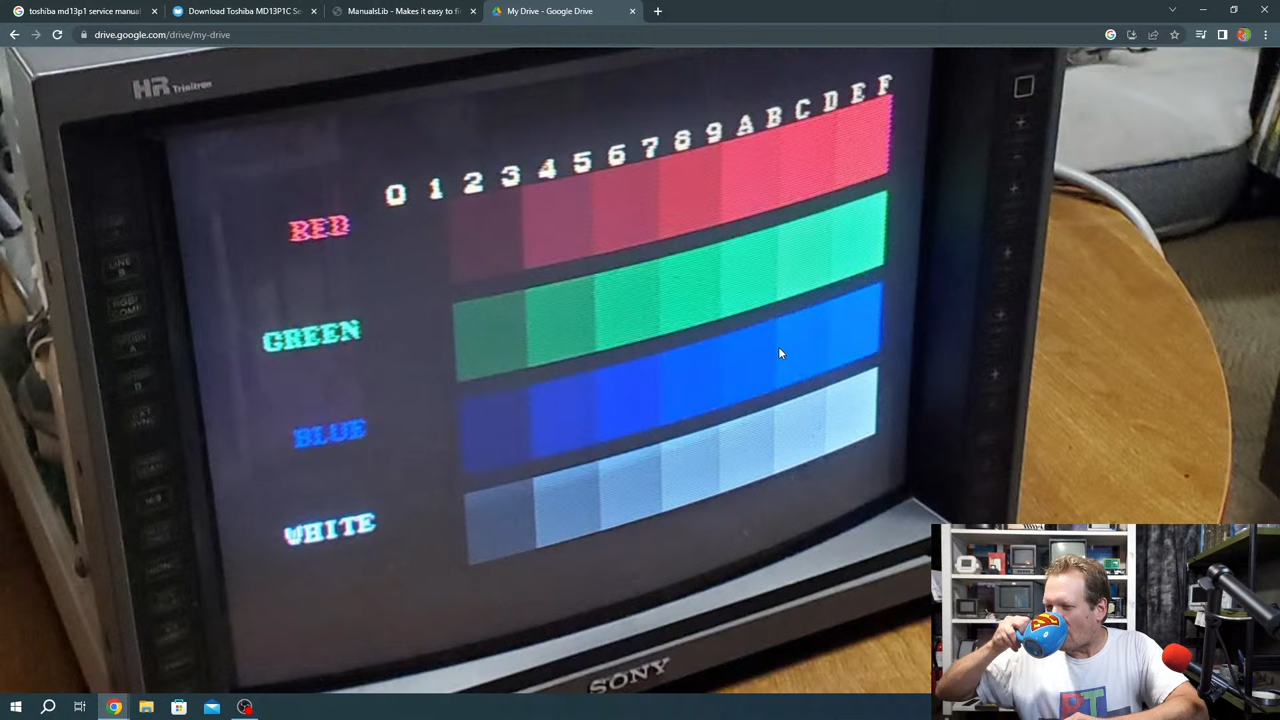 toshiba md13p1 service manual
Download Toshiba MD13P1C Se
ManualsLib - Makes it easy to fi
My Drive - Google Drive
drive.google.com/drive/my-drive
HR Trinitron
0 1 2 3 4 5 6 7 8 9 A B C D E F
RED
GREEN
BLUE
WHITE
LINE
B
SONY